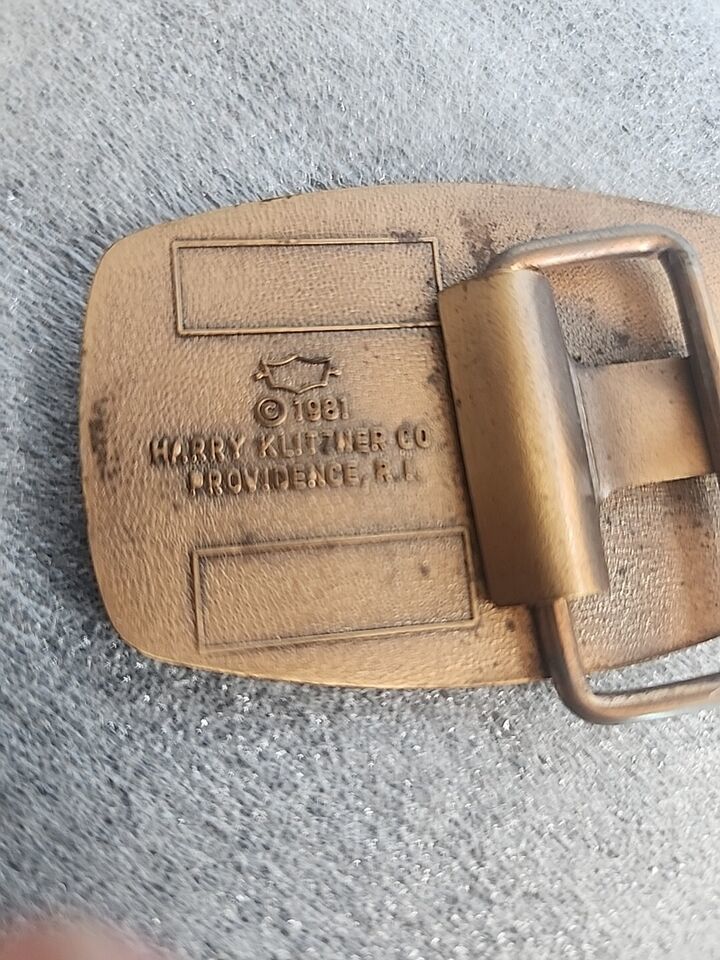 © 1981
HARRY KLITZNER CO
PROVIDENCE, R.I.